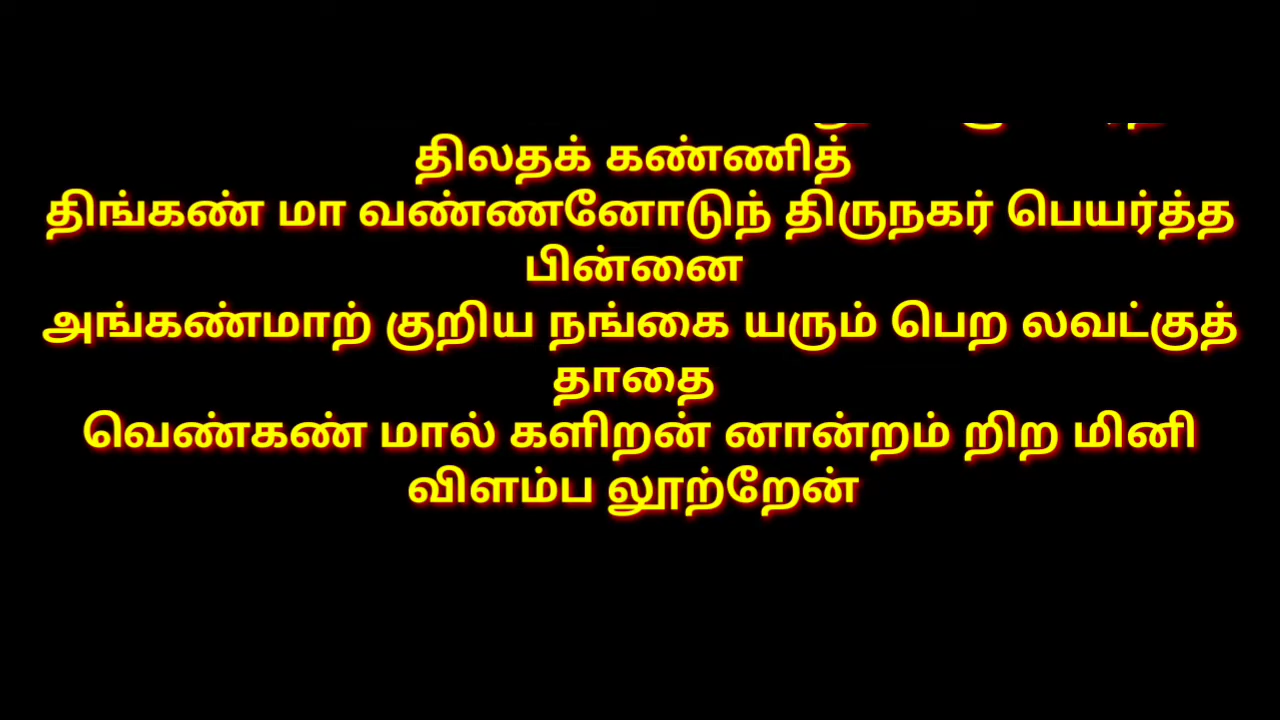 திலதக் கண்ணித்
திங்கண் மா வண்ணனோடுந் திருநகர் பெயர்த்த
பின்னை
அங்கண்மாற் குறிய நங்கை யரும் பெற லவட்குத்
தாதை
வெண்கண் மால் களிறன் னான்றம் றிற மினி
விளம்ப லூற்றேன்